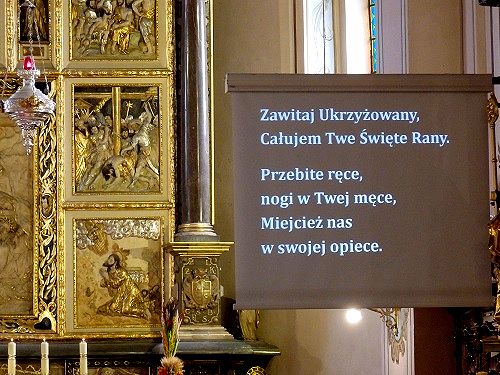 Zawitaj Ukrzyżowany,
Całujem Twe Święte Rany.
Przebite ręce,
nogi w Twej męce,
Miejcież nas
w swojej opiece.